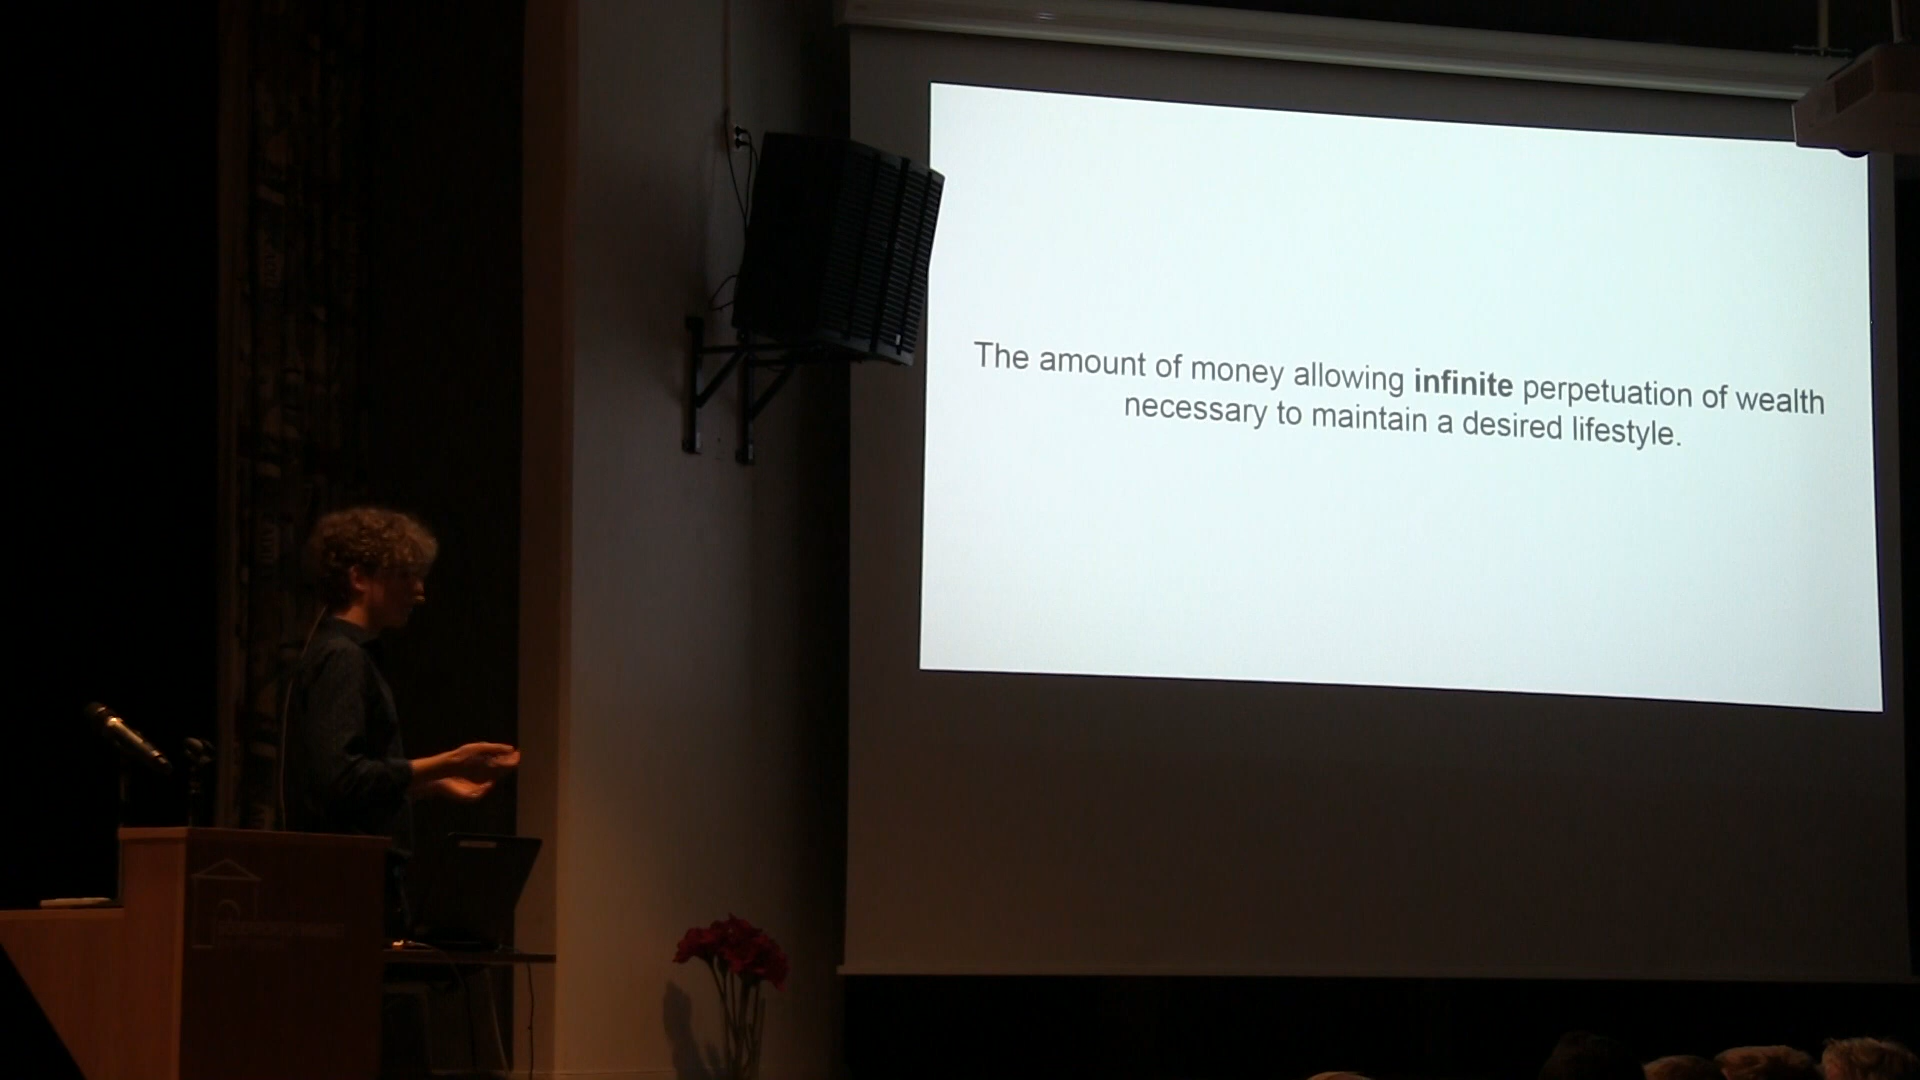 The amount of money allowing infinite perpetuation of wealth
necessary to maintain a desired lifestyle.